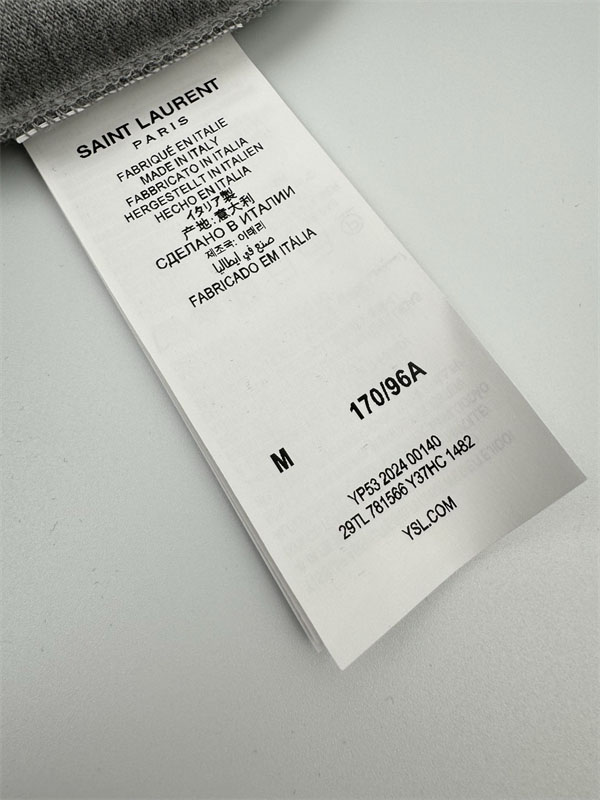 SAINT LAURENT
PARIS
FABRIQUÉ EN ITALIE
MADE IN ITALY
FABBRICATO IN ITALIA
HERGESTELLT IN ITALIEN
HECHO EN ITALIA
イタリア製
产地:意大利
СДЕЛАНО В ИТАЛИИ
제조국: 이태리
صنع في ايطاليا
FABRICADO EM ITÁLIA
M 170/96A
YP53 2024 00140
29TL 781566 Y37HC 1482
YSL.COM